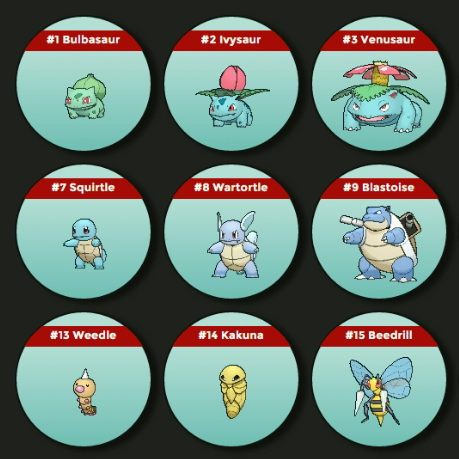 #1 Bulbasaur
#2 Ivysaur
#3 Venusaur
#7 Squirtle
#8 Wartortle
#9 Blastoise
#13 Weedle
#14 Kakuna
#15 Beedrill